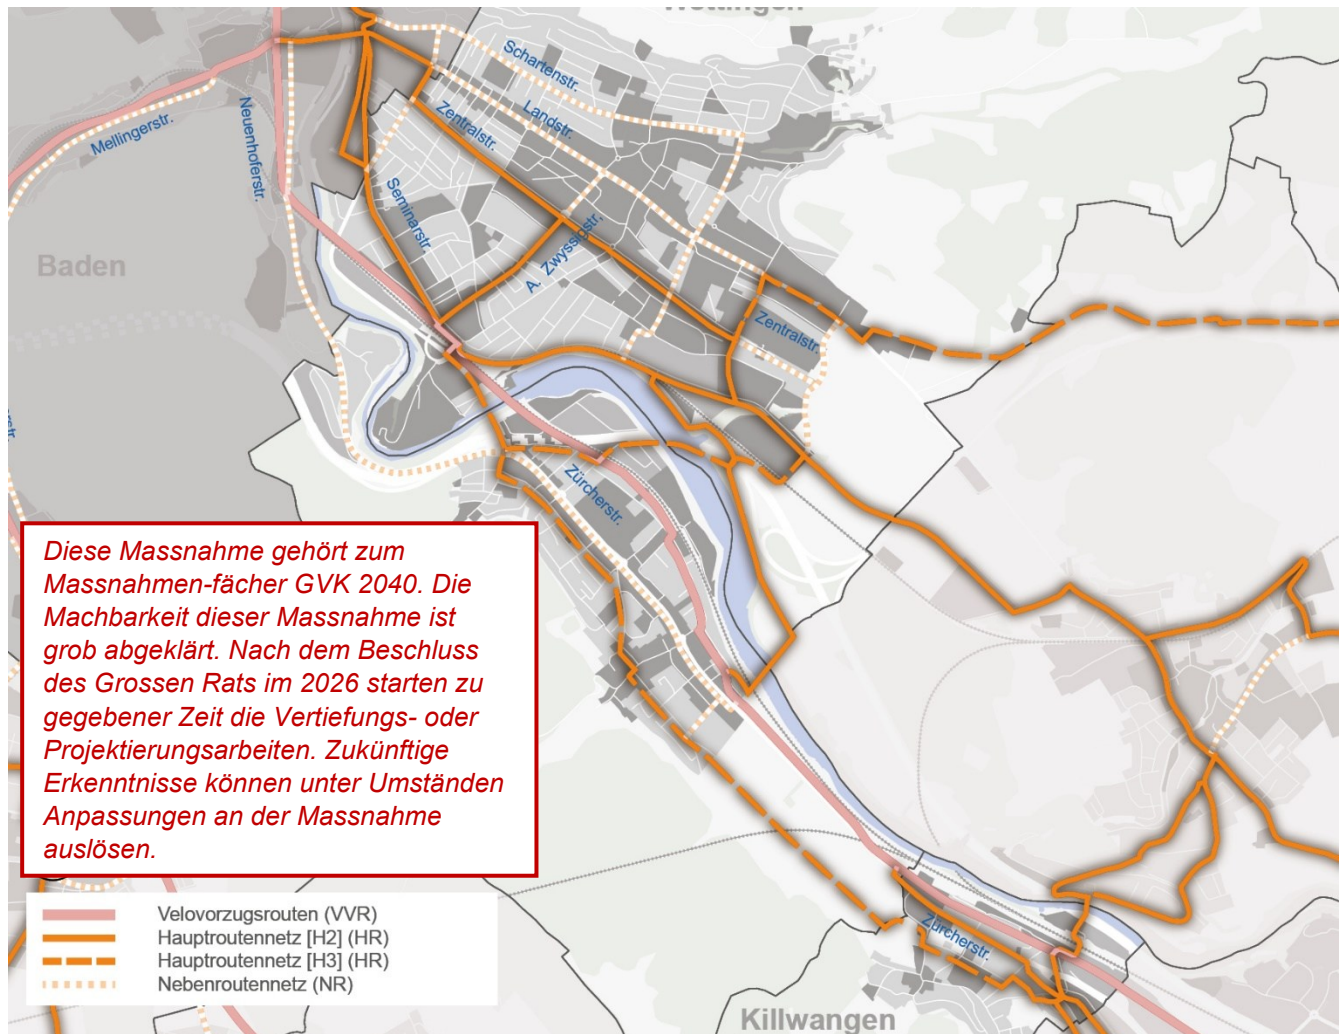 Wettingen
Schartenstr.
Landstr.
Zentralstr.
Mellingerstr.
Neuenhoferstr.
Seminarstr.
A. Zwyssigstr.
Baden
Zentralstr.
Zürcherstr.
Diese Massnahme gehört zum
Massnahmen-fächer GVK 2040. Die
Machbarkeit dieser Massnahme ist
grob abgeklärt. Nach dem Beschluss
des Grossen Rats im 2026 starten zu
gegebener Zeit die Vertiefungs- oder
Projektierungsarbeiten. Zukünftige
Erkenntnisse können unter Umständen
Anpassungen an der Massnahme
auslösen.
Velovorzugsrouten (VVR)
Hauptroutennetz [H2] (HR)
Hauptroutennetz [H3] (HR)
Nebenroutennetz (NR)
Zürcherstr.
Killwangen